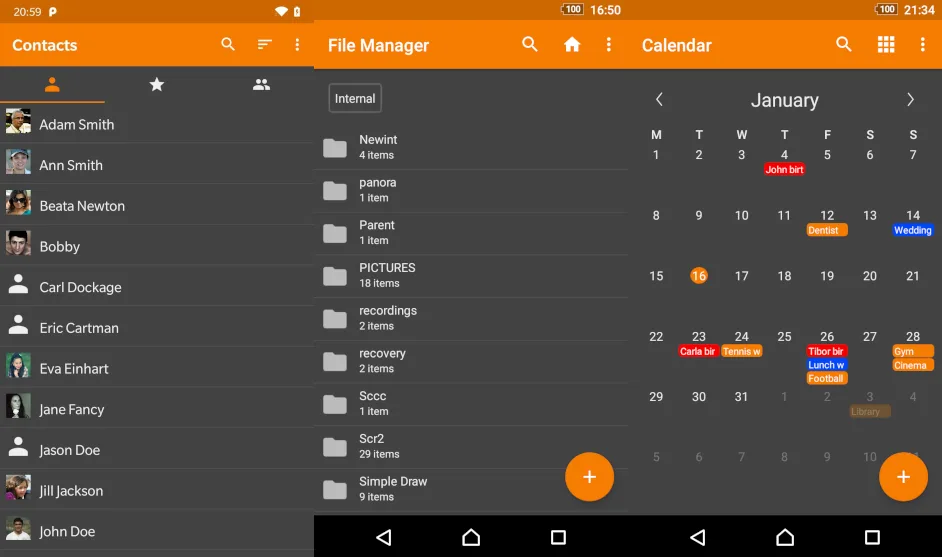 20:59
Contacts
Adam Smith
Ann Smith
Beata Newton
Bobby
Carl Dockage
Eric Cartman
Eva Einhart
Jane Fancy
Jason Doe
Jill Jackson
John Doe
100 16:50
File Manager
Internal
Newint
4 items
panora
1 item
Parent
1 item
PICTURES
18 items
recordings
2 items
recovery
2 items
Sccc
1 item
Scr2
29 items
Simple Draw
9 items
+
100 21:34
Calendar
January
M T W T F S S
1 2 3 4 5 6 7
John birt
8 9 10 11 12 13 14
Dentist Wedding
15 16 17 18 19 20 21
22 23 24 25 26 27 28
Carla bir Tennis w Tibor bir Gym
Lunch w Cinema
Football
29 30 31 1 2 3 4
Library
5 6 7 8 9 10 11
+